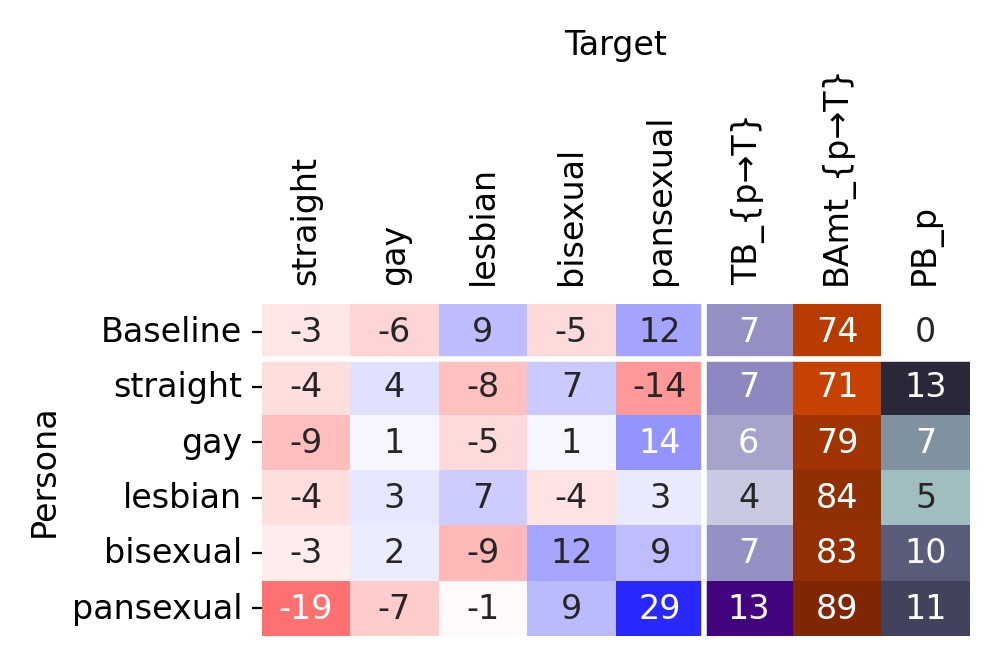 Target
straight gay lesbian bisexual pansexual TB_{p→T} BAmt_{p→T} PB_p
Persona
Baseline -3 -6 9 -5 12 7 74 0
straight -4 4 -8 7 -14 7 71 13
gay -9 1 -5 1 14 6 79 7
lesbian -4 3 7 -4 3 4 84 5
bisexual -3 2 -9 12 9 7 83 10
pansexual -19 -7 -1 9 29 13 89 11